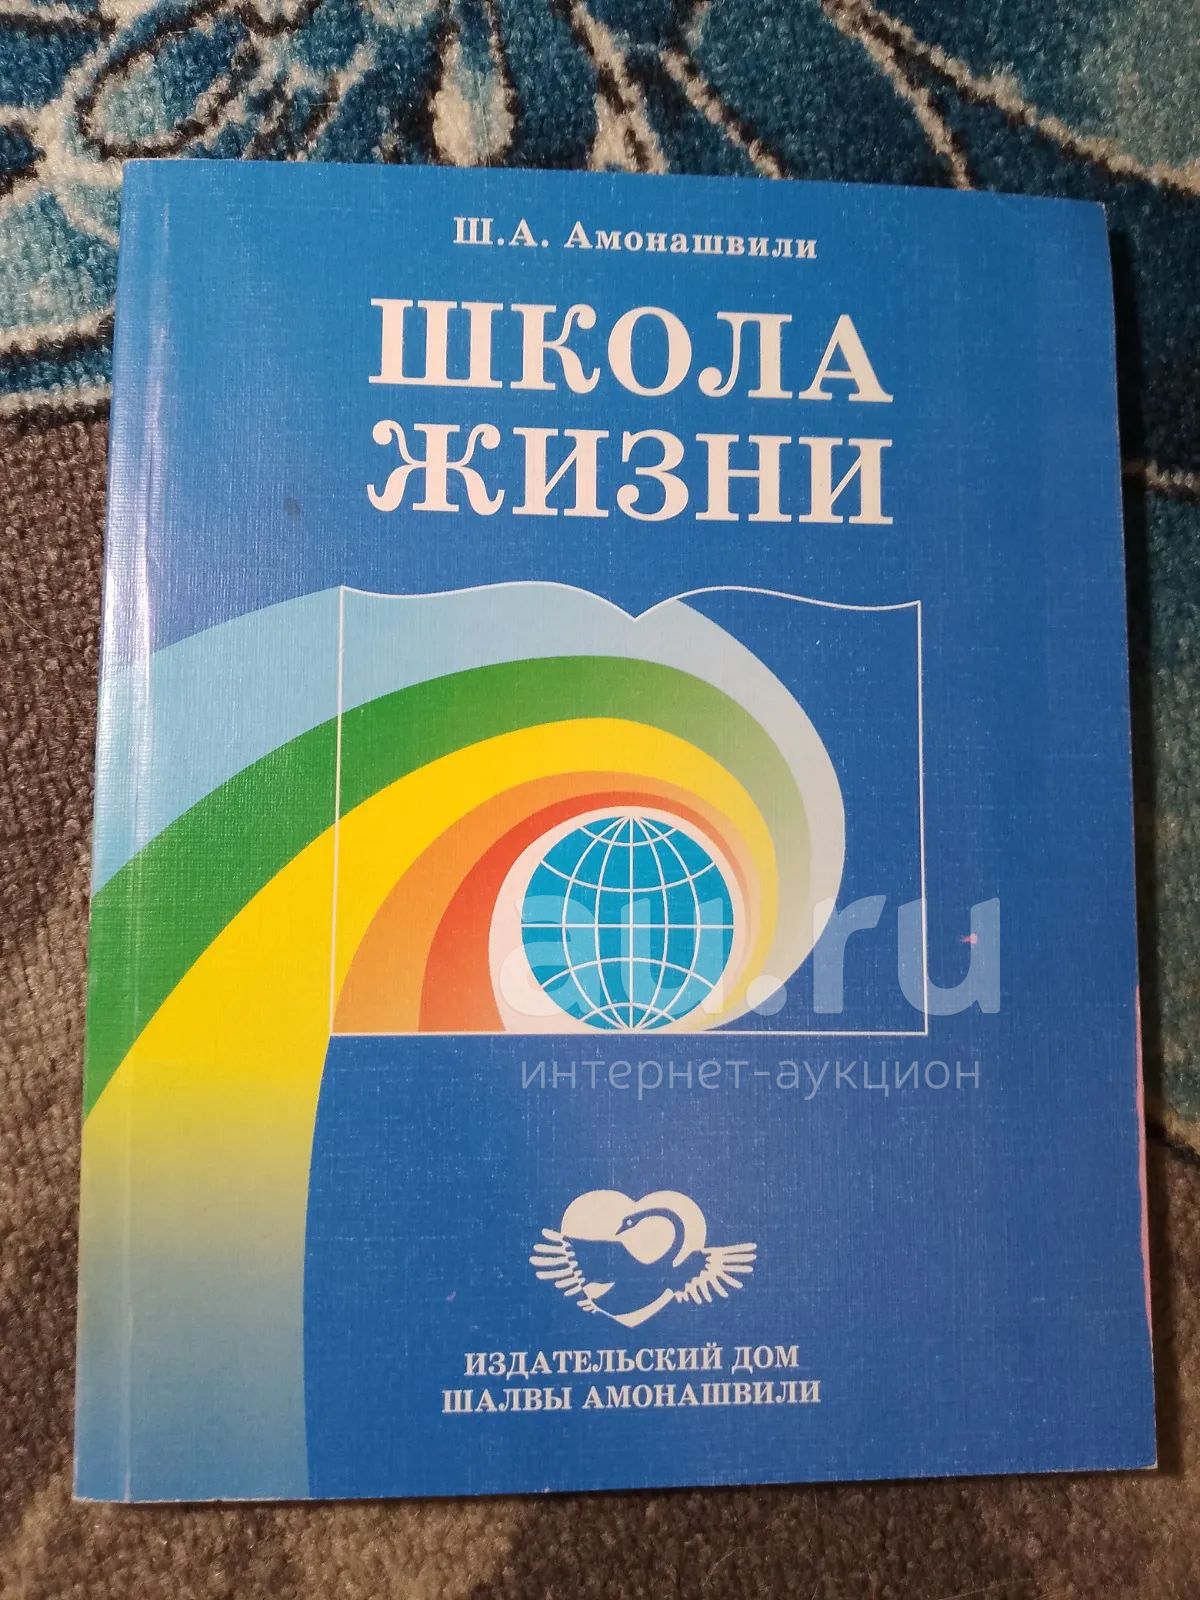 Ш.А. Амонашвили
ШКОЛА
ЖИЗНИ
au.ru
интернет-аукцион
ИЗДАТЕЛЬСКИЙ ДОМ
ШАЛВЫ АМОНАШВИЛИ